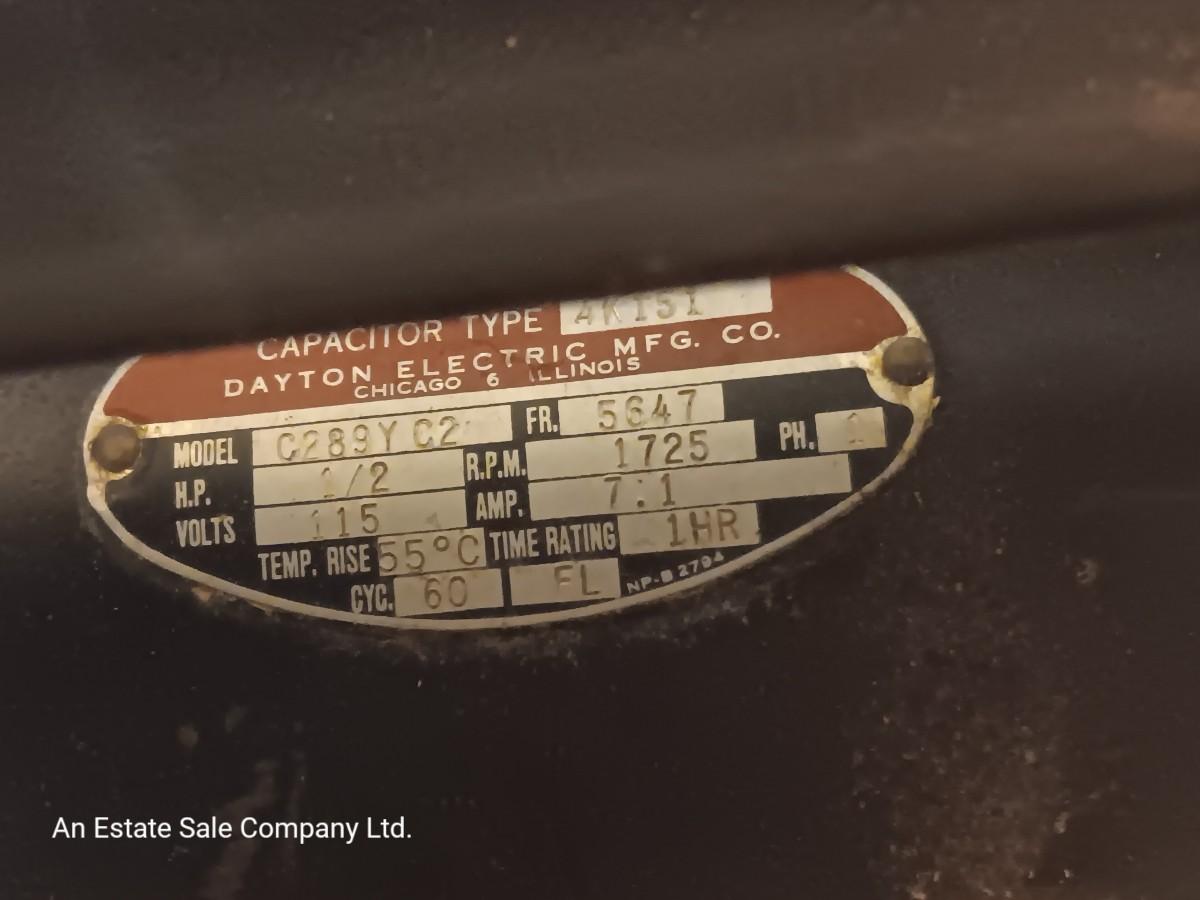 CAPACITOR TYPE 4K151
DAYTON ELECTRIC MFG. CO.
CHICAGO 6 ILLINOIS
MODEL C289Y C2 FR. 5647
H.P. 1/2 R.P.M. 1725 PH. 1
VOLTS 115 AMP. 7.1
TEMP. RISE 55°C TIME RATING 1HR
CYC. 60 FL NP-B 2794
An Estate Sale Company Ltd.